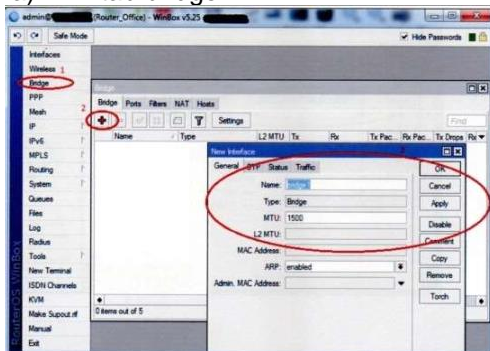 admin@ (Router_Office) - WinBox v5.25
Safe Mode
Hide Passwords
Interfaces
Wireless 1
Bridge
PPP
Mesh
IP
IPv6
MPLS
Routing
System
Queues
Files
Log
Radius
Tools
New Terminal
ISDN Channels
KVM
Make Supout.rif
Manual
Exit
RouterOS WinBox
Bridge
Bridge Ports Filters NAT Hosts
2
Settings
Find
Name Type L2 MTU Tx Rx Tx Pac... Rx Pac... Tx Drops Rx
0 items out of 5
New Interface
3
General STP Status Traffic
Name:
Type: Bridge
MTU: 1500
L2 MTU:
MAC Address:
ARP: enabled
Admin. MAC Address:
OK
Cancel
Apply
Disable
Comment
Copy
Remove
Torch